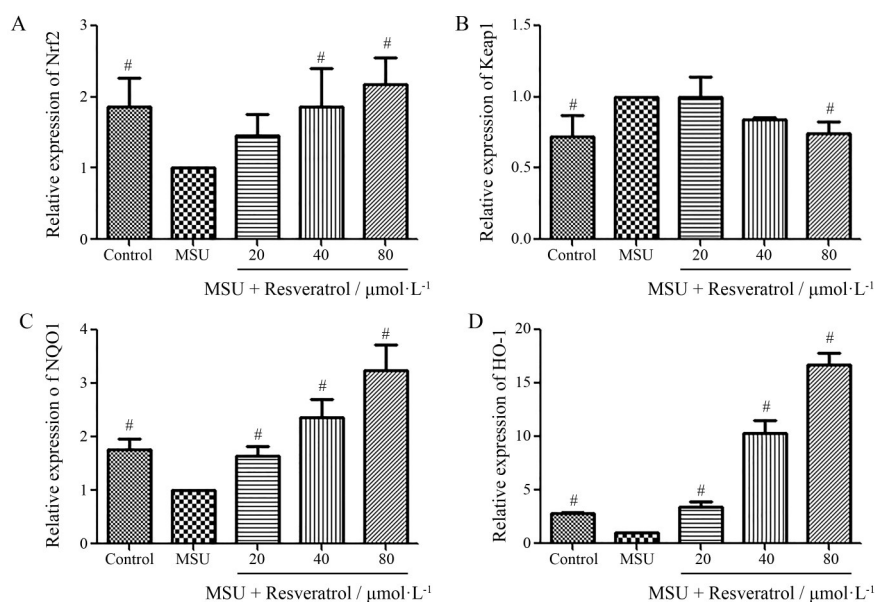 A
Relative expression of Nrf2
3
2
1
0
#
#
#
Control
MSU
20
40
80
MSU + Resveratrol / μmol·L⁻¹
B
Relative expression of Keap1
1.5
1.0
0.5
0.0
#
#
Control
MSU
20
40
80
MSU + Resveratrol / μmol·L⁻¹
C
Relative expression o f NQO1
4
3
2
1
0
#
#
#
#
Control
MSU
20
40
80
MSU + Resveratrol / μmol·L⁻¹
D
Relative expression of HO-1
20
15
10
5
0
#
#
#
#
Control
MSU
20
40
80
MSU + Resveratrol / μmol·L⁻¹